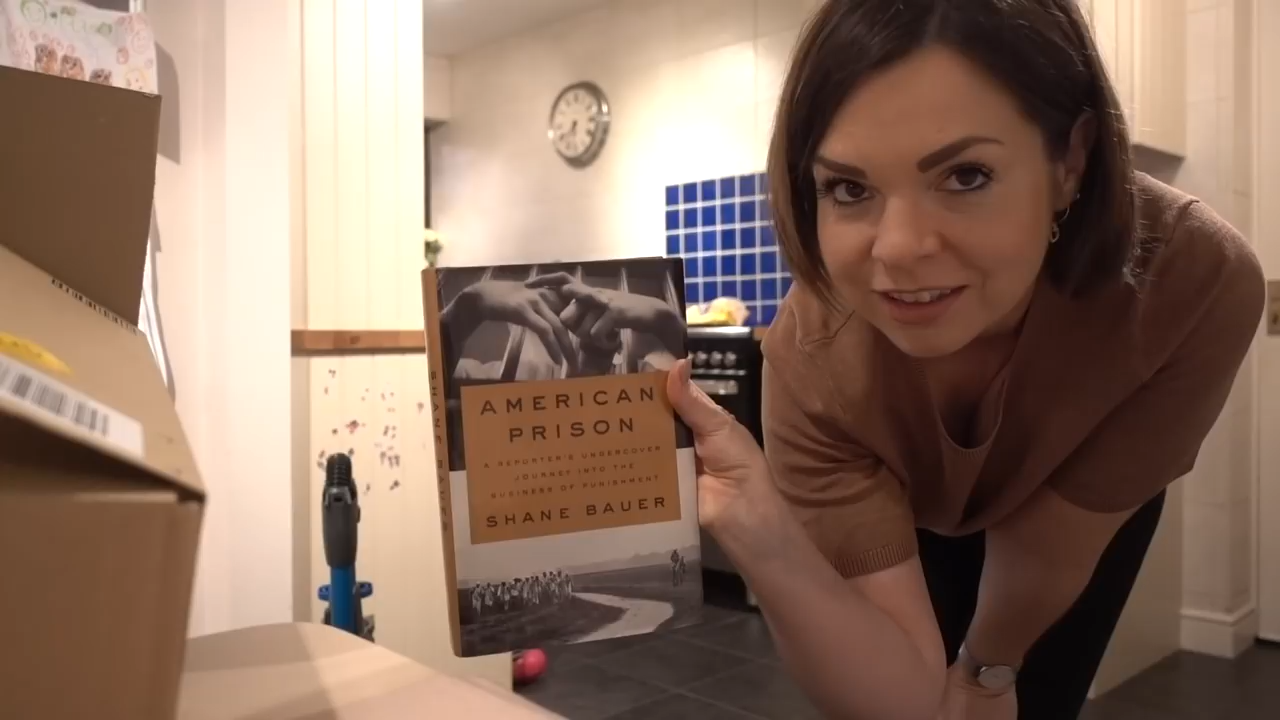 AMERICAN
PRISON
A REPORTER'S UNDERCOVER
JOURNEY INTO THE
BUSINESS OF PUNISHMENT
SHANE BAUER
SHANE BAUER